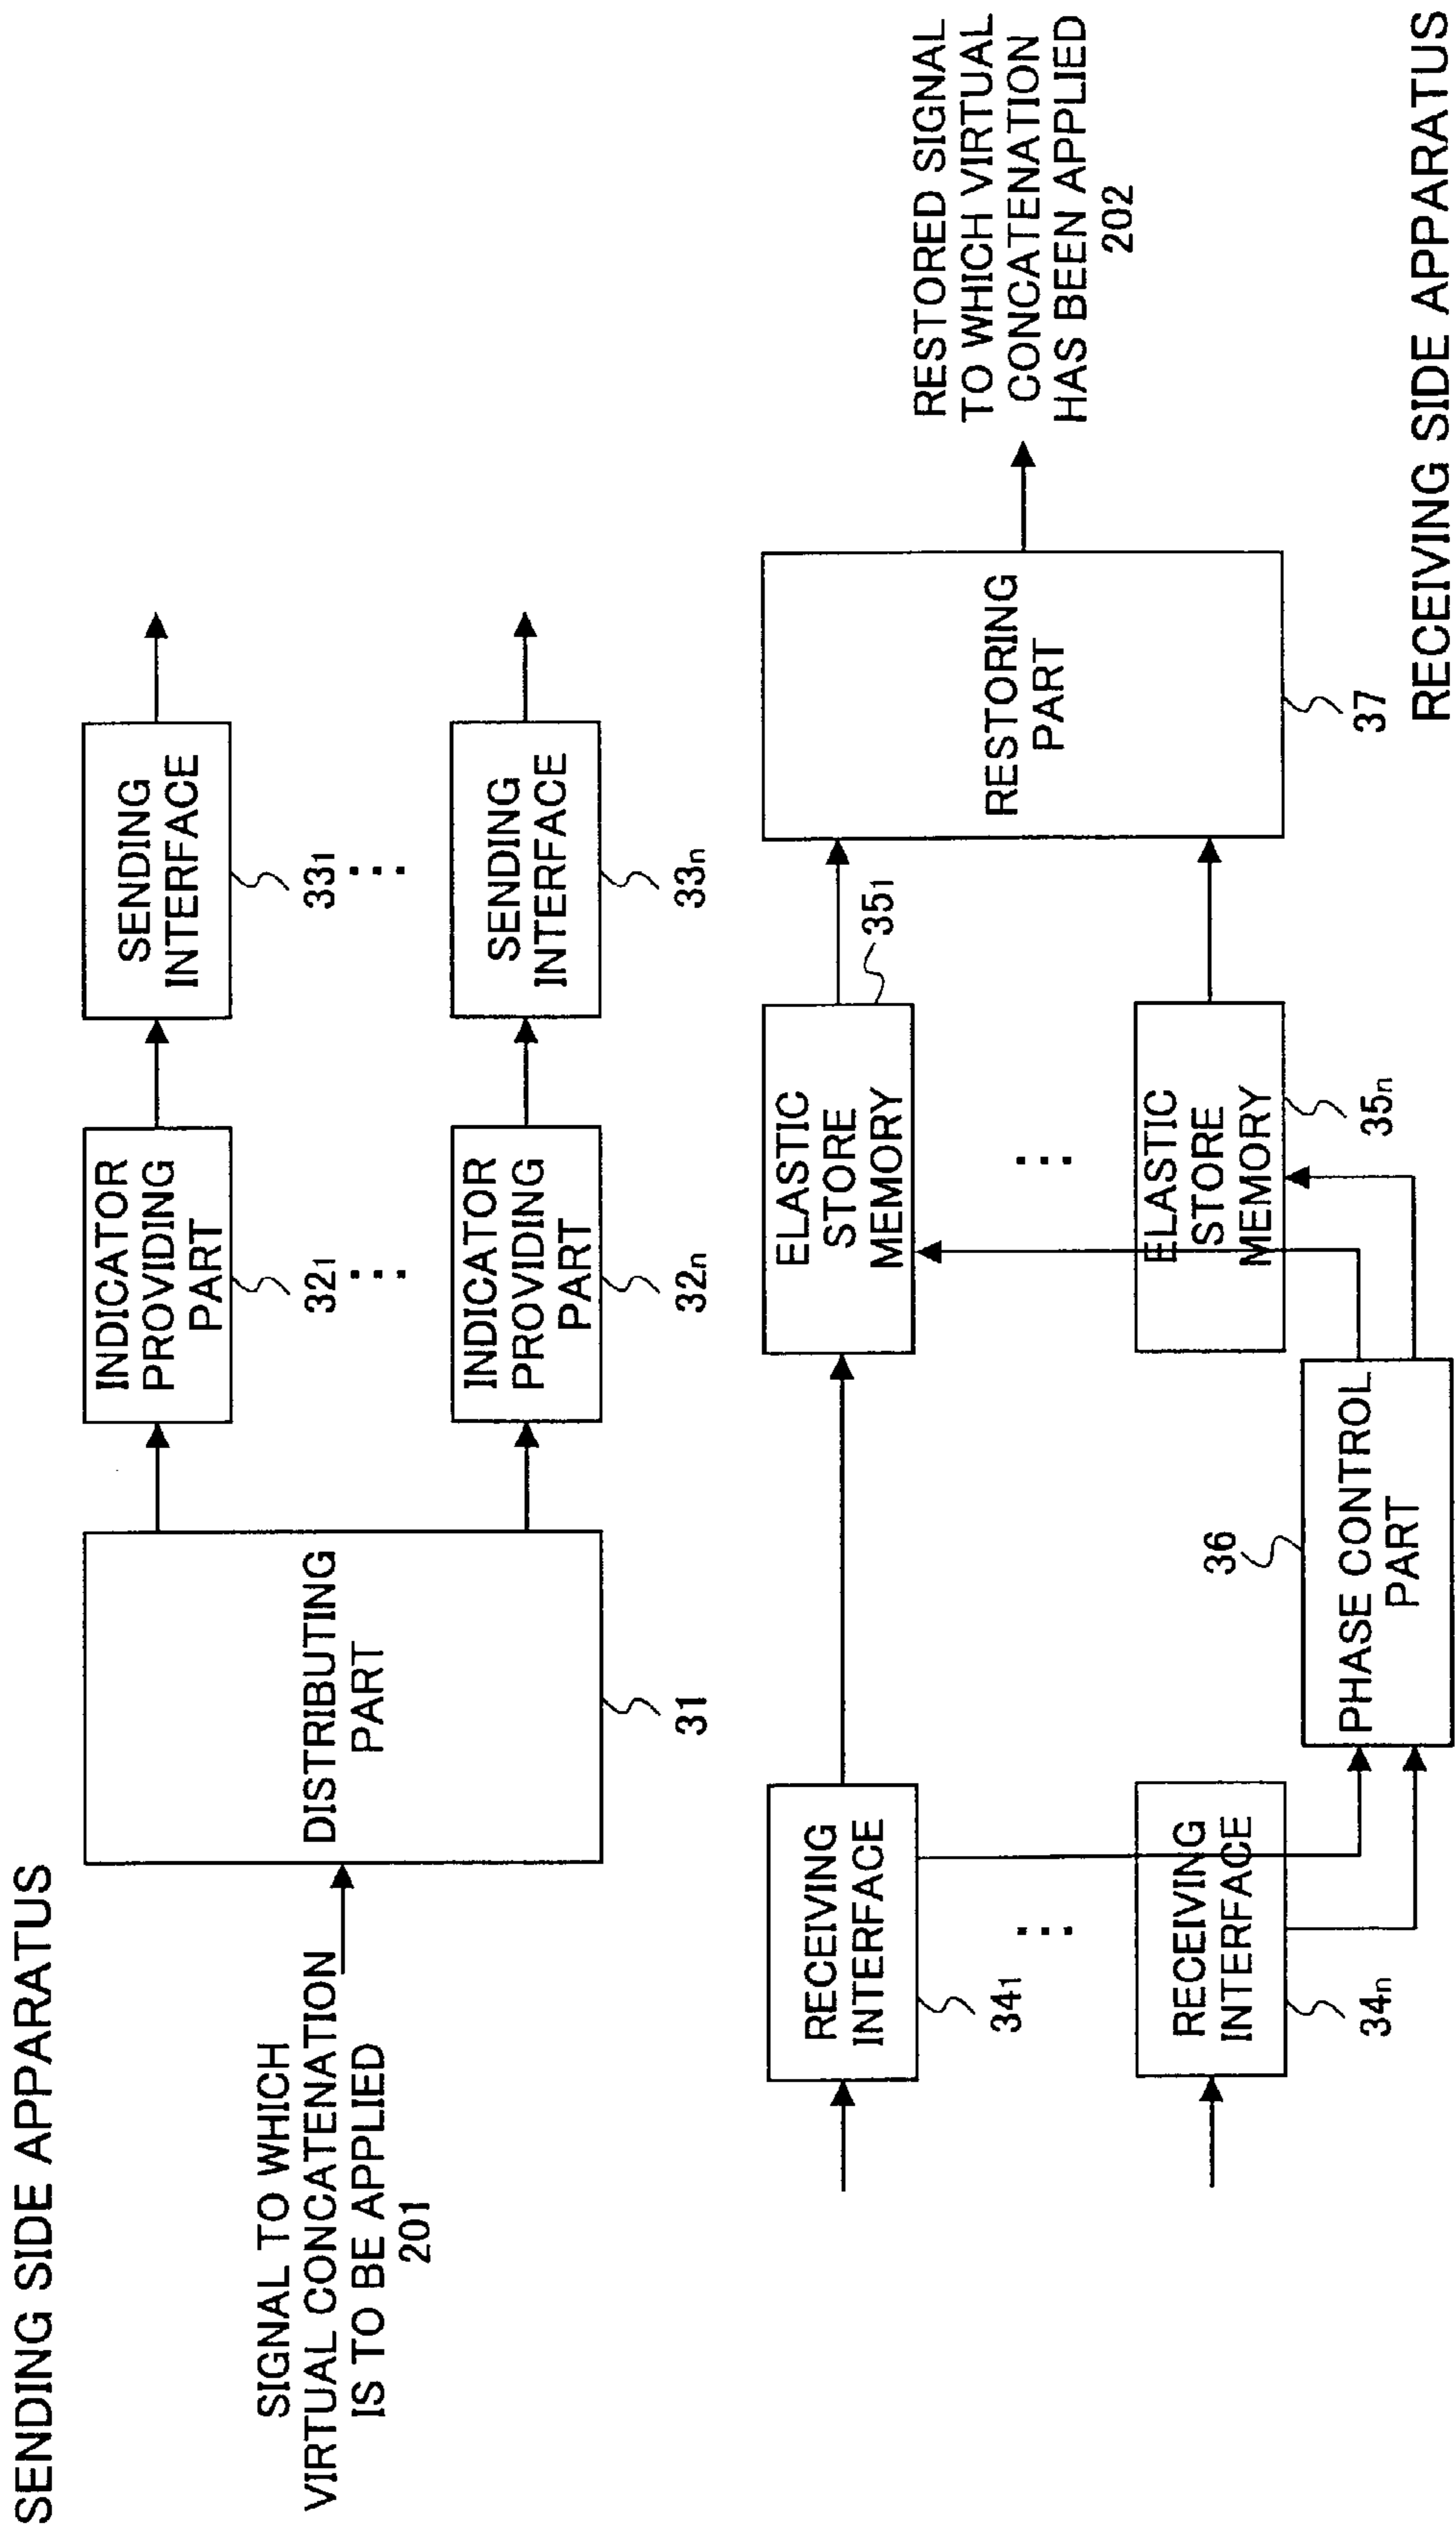 SENDING SIDE APPARATUS
SIGNAL TO WHICH
VIRTUAL CONCATENATION
IS TO BE APPLIED
201
DISTRIBUTING
PART
31
INDICATOR
PROVIDING
PART
321
SENDING
INTERFACE
331
...
...
INDICATOR
PROVIDING
PART
32n
SENDING
INTERFACE
33n
RECEIVING
INTERFACE
341
...
RECEIVING
INTERFACE
34n
PHASE CONTROL
PART
36
ELASTIC
STORE
MEMORY
351
...
ELASTIC
STORE
MEMORY
35n
RESTORING
PART
37
RESTORED SIGNAL
TO WHICH VIRTUAL
CONCATENATION
HAS BEEN APPLIED
202
RECEIVING SIDE APPARATUS